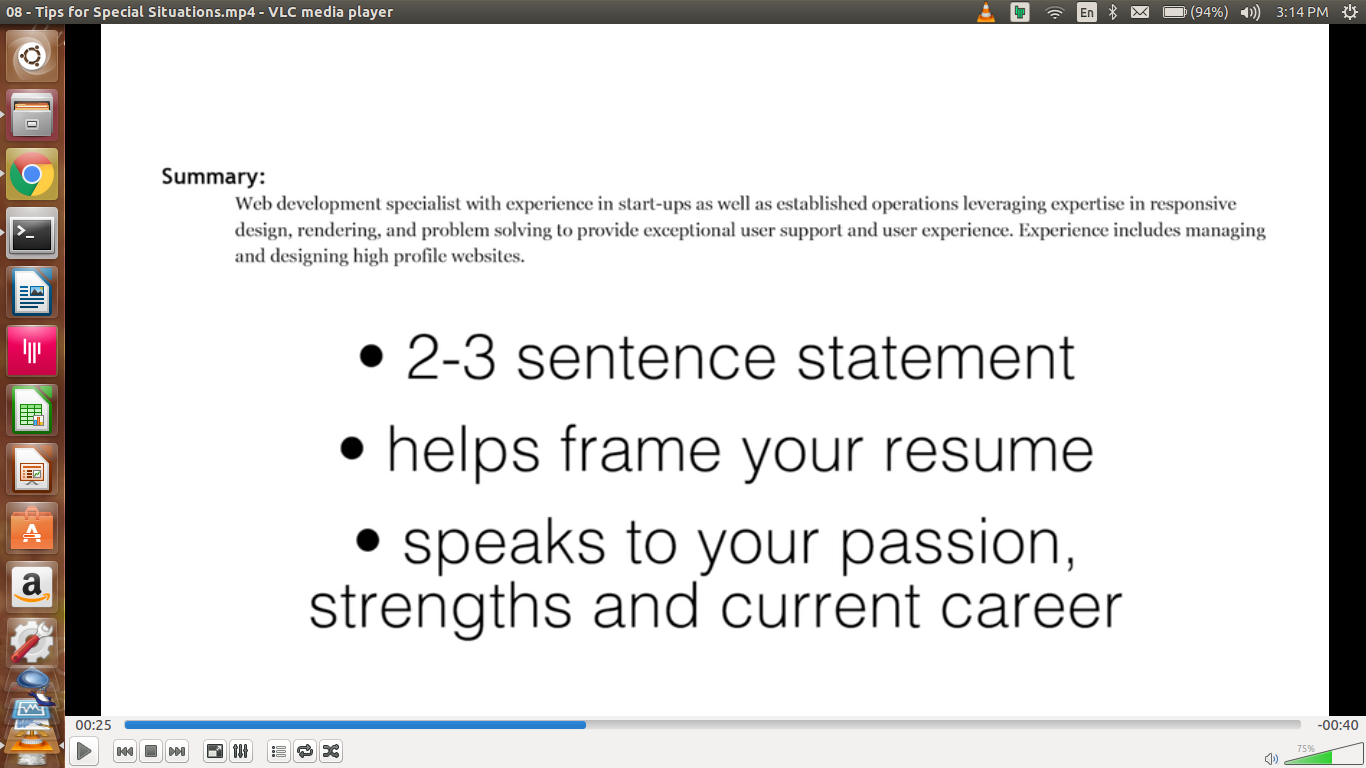 08 - Tips for Special Situations.mp4 - VLC media player
En
(94%)
3:14 PM
Summary:
Web development specialist with experience in start-ups as well as established operations leveraging expertise in responsive
design, rendering, and problem solving to provide exceptional user support and user experience. Experience includes managing
and designing high profile websites.
• 2-3 sentence statement
• helps frame your resume
• speaks to your passion,
strengths and current career
00:25
-00:40
75%